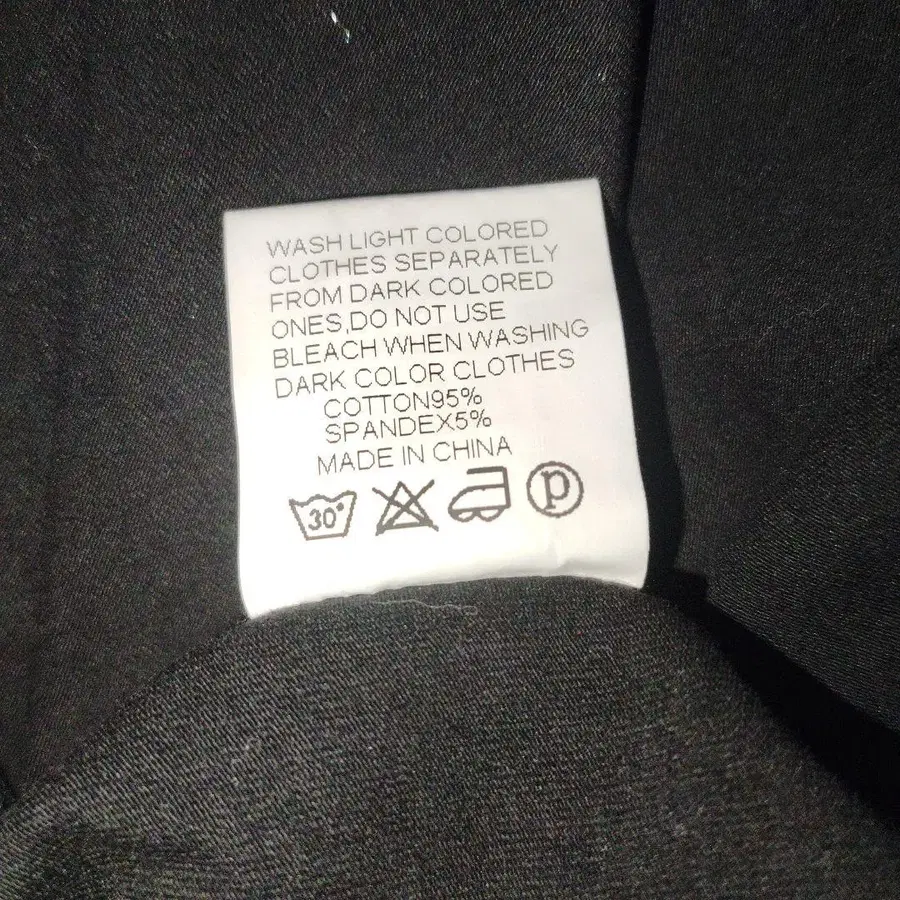 WASH LIGHT COLORED
CLOTHES SEPARATELY
FROM DARK COLORED
ONES,DO NOT USE
BLEACH WHEN WASHING
DARK COLOR CLOTHES
COTTON95%
SPANDEX5%
MADE IN CHINA
30° p